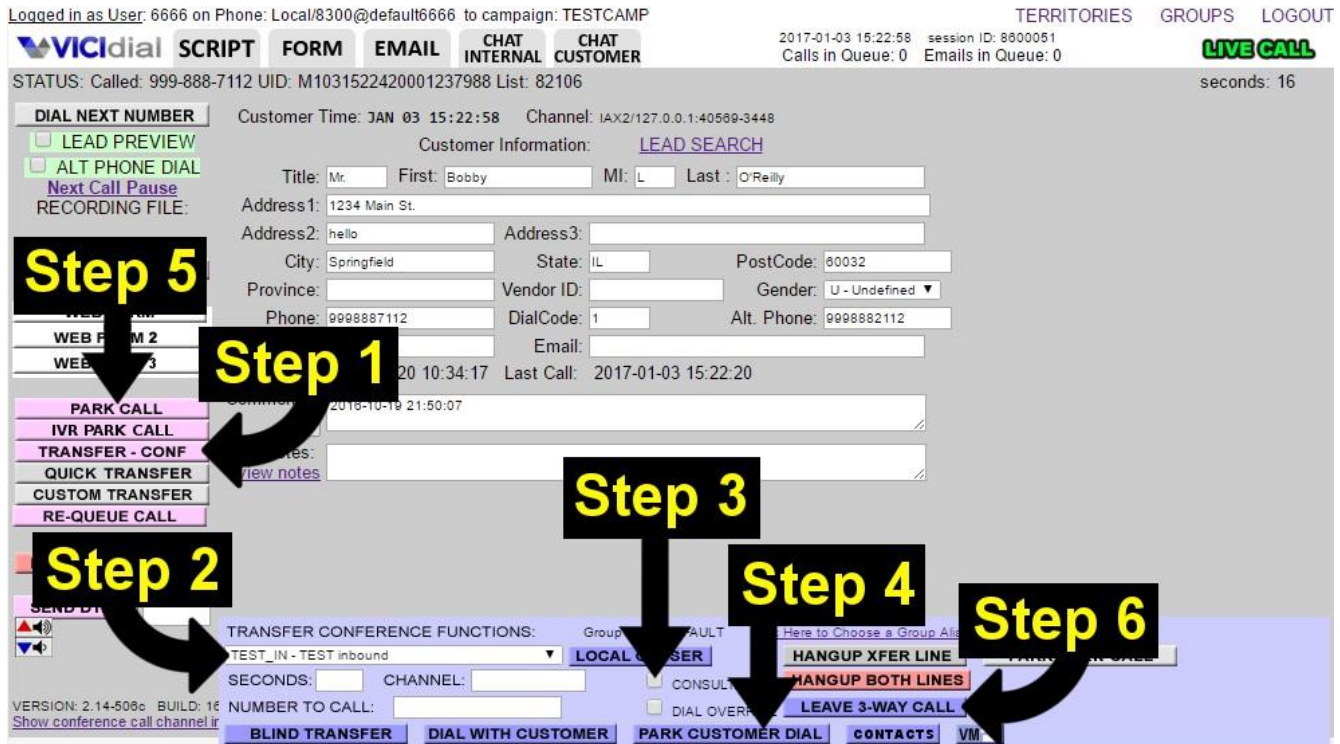 Logged in as User: 6666 on Phone: Local/8300@default6666 to campaign: TESTCAMP TERRITORIES GROUPS LOGOUT
VICIdial SCRIPT FORM EMAIL CHAT INTERNAL CHAT CUSTOMER 2017-01-03 15:22:58 session ID: 8600051 LIVE CALL
Calls in Queue: 0 Emails in Queue: 0
STATUS: Called: 999-888-7112 UID: M1031522420001237988 List: 82106 seconds: 16
DIAL NEXT NUMBER Customer Time: JAN 03 15:22:58 Channel: IAX2/127.0.0.1:40569-3448
LEAD PREVIEW Customer Information: LEAD SEARCH
ALT PHONE DIAL Title: Mr. First: Bobby MI: L Last : O'Reilly
Next Call Pause
RECORDING FILE: Address1: 1234 Main St.
Address2: hello Address3:
Step 5 City: Springfield State: IL PostCode: 60032
Province: Vendor ID: Gender: U - Undefined
Phone: 9998887112 DialCode: 1 Alt. Phone: 9998882112
WEB 2 Email:
WEB 3 Step 1 10:34:17 Last Call: 2017-01-03 15:22:20
PARK CALL 2016-10-19 21:50:07
IVR PARK CALL
TRANSFER - CONF
QUICK TRANSFER view notes
CUSTOM TRANSFER
RE-QUEUE CALL
Step 3
Step 2 Step 4
Step 6
SEND
TRANSFER CONFERENCE FUNCTIONS: Here to Choose a Group
TEST_IN - TEST inbound LOCAL HANGUP XFER LINE
SECONDS: CHANNEL: HANGUP BOTH LINES
VERSION: 2.14-506c BUILD: NUMBER TO CALL: DIAL LEAVE 3-WAY CALL
Show conference call channel
BLIND TRANSFER DIAL WITH CUSTOMER PARK CUSTOMER DIAL CONTACTS VM